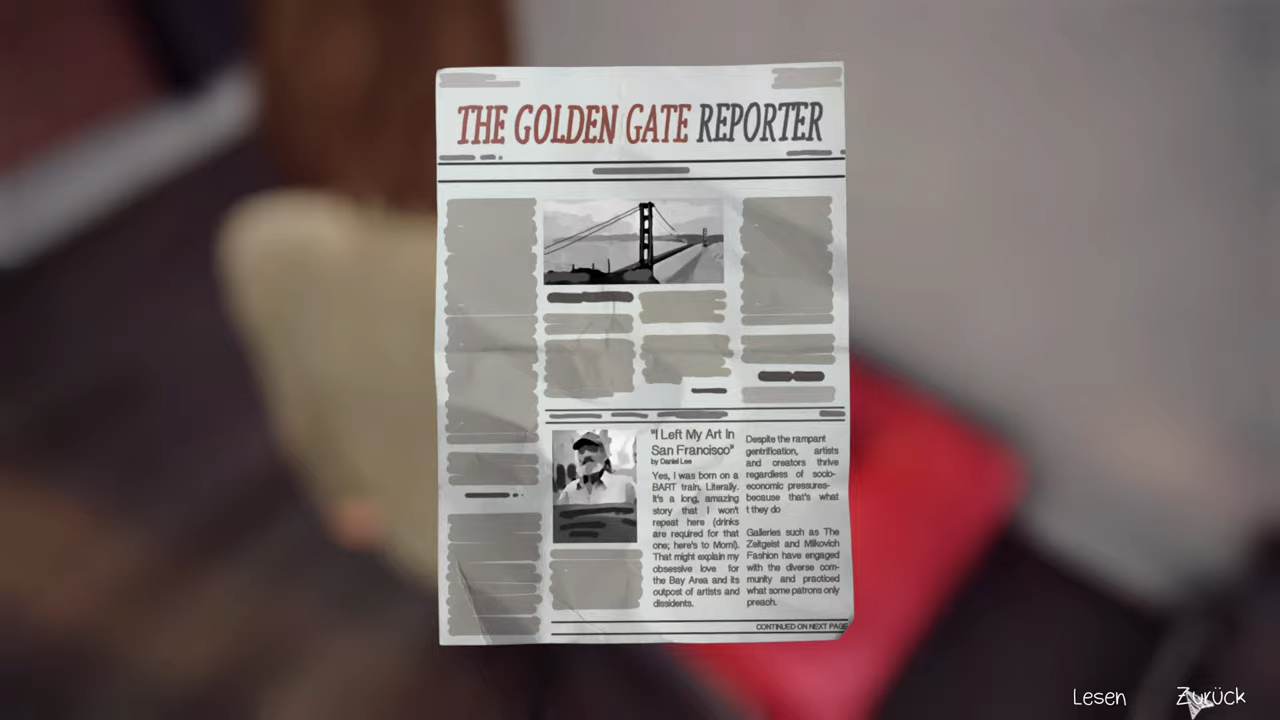 THE GOLDEN GATE REPORTER
"I Left My Art In
San Francisco"
by Daniel Lee
Yes, I was born on a
BART train. Literally.
It's a long, amazing
story that I won't
repeat here (drinks
are required for that
one; here's to Mom!).
That might explain my
obsessive love for
the Bay Area and its
outpost of artists and
dissidents.
Despite the rampant
gentrification, artists
and creators thrive
regardless of socio-
economic pressures-
because that's what
t they do
Galleries such as The
Zeitgeist and Milkovich
Fashion have engaged
with the diverse com-
munity and practiced
what some patrons only
preach.
CONTINUED ON NEXT PAGE
Lesen
Zurück